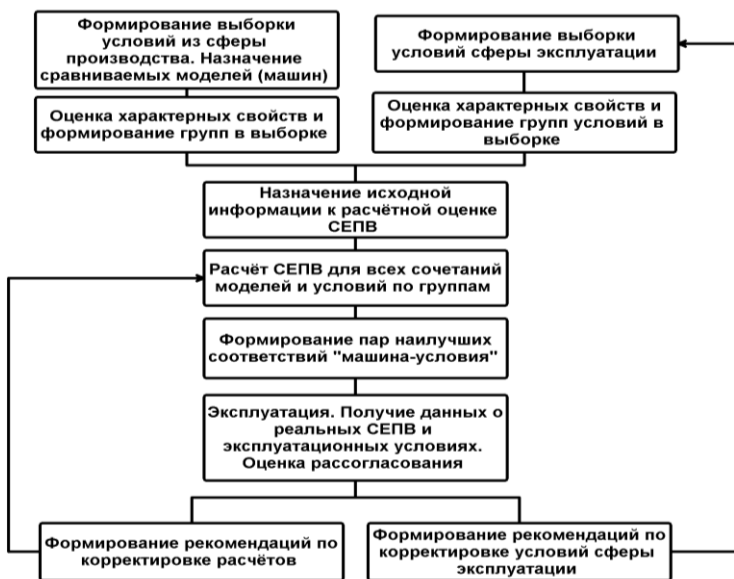 Формирование выборки
условий из сферы
производства. Назначение
сравниваемых моделей (машин)
Формирование выборки
условий сферы эксплуатации
Оценка характерных свойств и
формирование групп в выборке
Оценка характерных свойств и
формирование групп условий в
выборке
Назначение исходной
информации к расчётной оценке
СЕПВ
Расчёт СЕПВ для всех сочетаний
моделей и условий по группам
Формирование пар наилучших
соответствий "машина-условия"
Эксплуатация. Получие данных о
реальных СЕПВ и
эксплуатационных условиях.
Оценка рассогласования
Формирование рекомендаций по
корректировке расчётов
Формирование рекомендаций по
корректировке условий сферы
эксплуатации